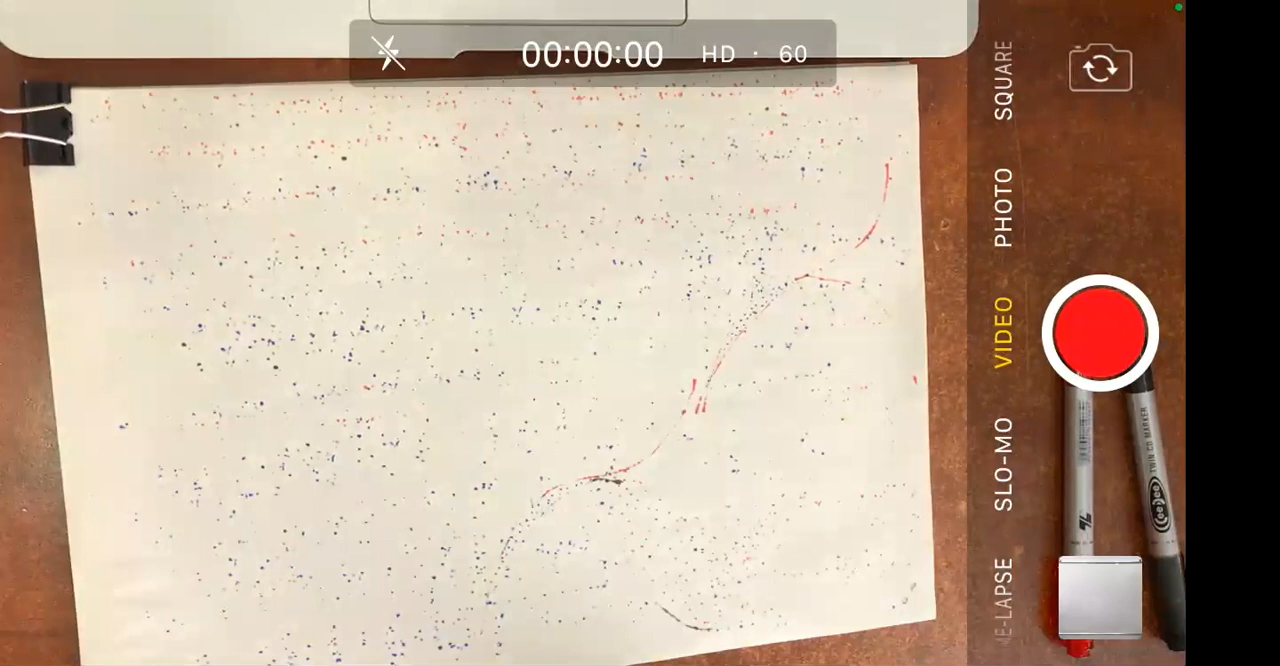 00:00:00 HD · 60
SQUARE
PHOTO
VIDEO
SLO-MO
E-LAPSE
TWIN CD MARKER